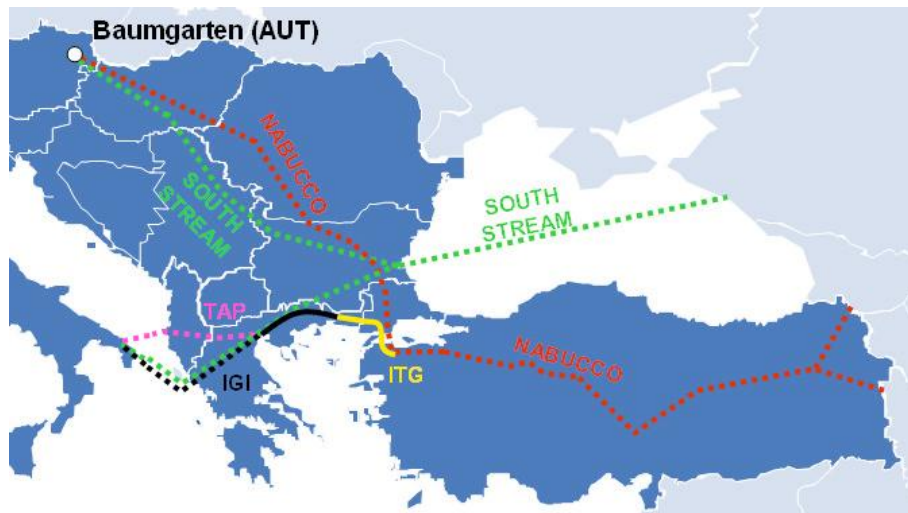 Baumgarten (AUT)
NABUCCO
SOUTH
STREAM
SOUTH
STREAM
TAP
IGI
ITG
NABUCCO